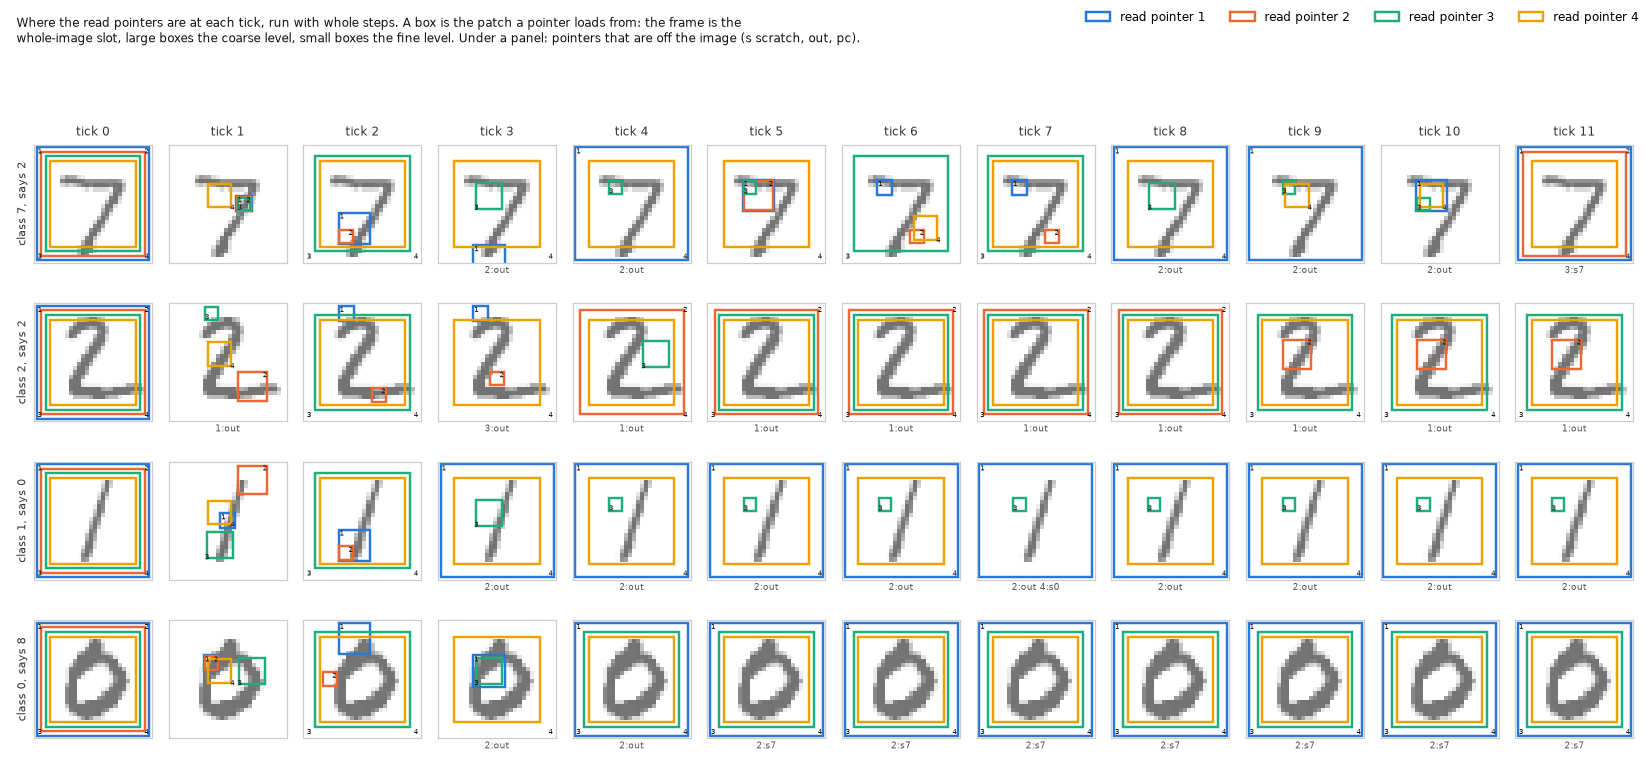 Where the read pointers are at each tick, run with whole steps. A box is the patch a pointer loads from: the frame is the
whole-image slot, large boxes the coarse level, small boxes the fine level. Under a panel: pointers that are off the image (s scratch, out, pc).
read pointer 1 read pointer 2 read pointer 3 read pointer 4
tick 0 tick 1 tick 2 tick 3 tick 4 tick 5 tick 6 tick 7 tick 8 tick 9 tick 10 tick 11
class 7, says 2
2:out 2:out 2:out 2:out 2:out 3:s7
class 2, says 2
1:out 3:out 1:out 1:out 1:out 1:out 1:out 1:out 1:out 1:out
class 1, says 0
2:out 2:out 2:out 2:out 2:out 4:s0 2:out 2:out 2:out 2:out
class 0, says 8
2:out 2:out 2:s7 2:s7 2:s7 2:s7 2:s7 2:s7 2:s7